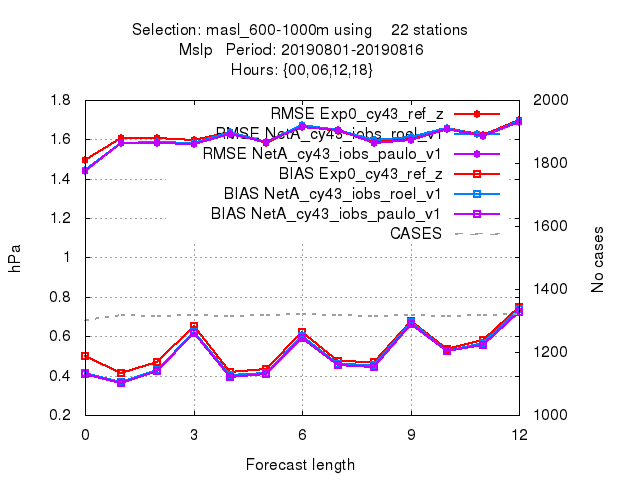 Selection: masl_600-1000m using 22 stations
Mslp Period: 20190801-20190816
Hours: {00,06,12,18}
1.8
1.6
1.4
1.2
1
0.8
0.6
0.4
0.2
hPa
2000
1800
1600
1400
1200
1000
No cases
RMSE Exp0_cy43_ref_z
RMSE NetA_cy43_iobs_roel_v1
RMSE NetA_cy43_iobs_paulo_v1
BIAS Exp0_cy43_ref_z
BIAS NetA_cy43_iobs_roel_v1
BIAS NetA_cy43_iobs_paulo_v1
CASES
0 3 6 9 12
Forecast length